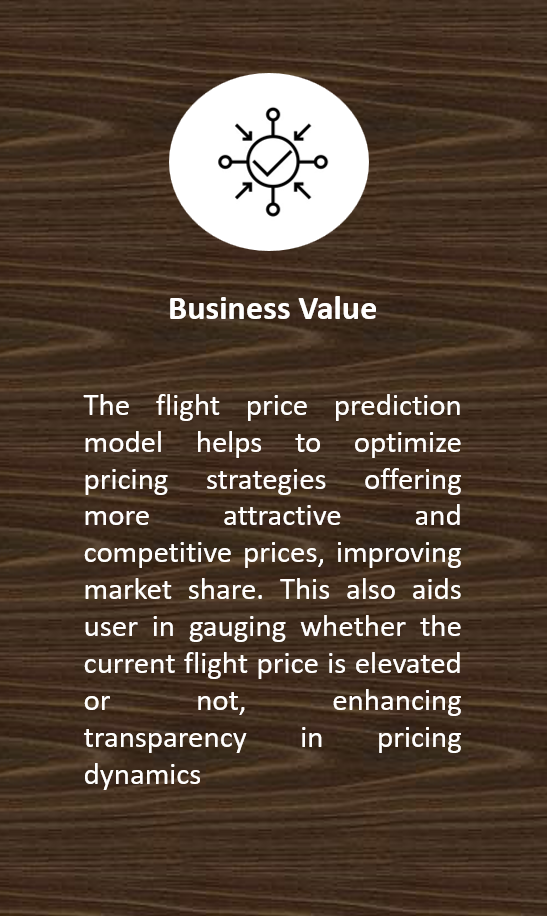 Business Value
The flight price prediction
model helps to optimize
pricing strategies offering
more attractive and
competitive prices, improving
market share. This also aids
user in gauging whether the
current flight price is elevated
or not, enhancing
transparency in pricing
dynamics